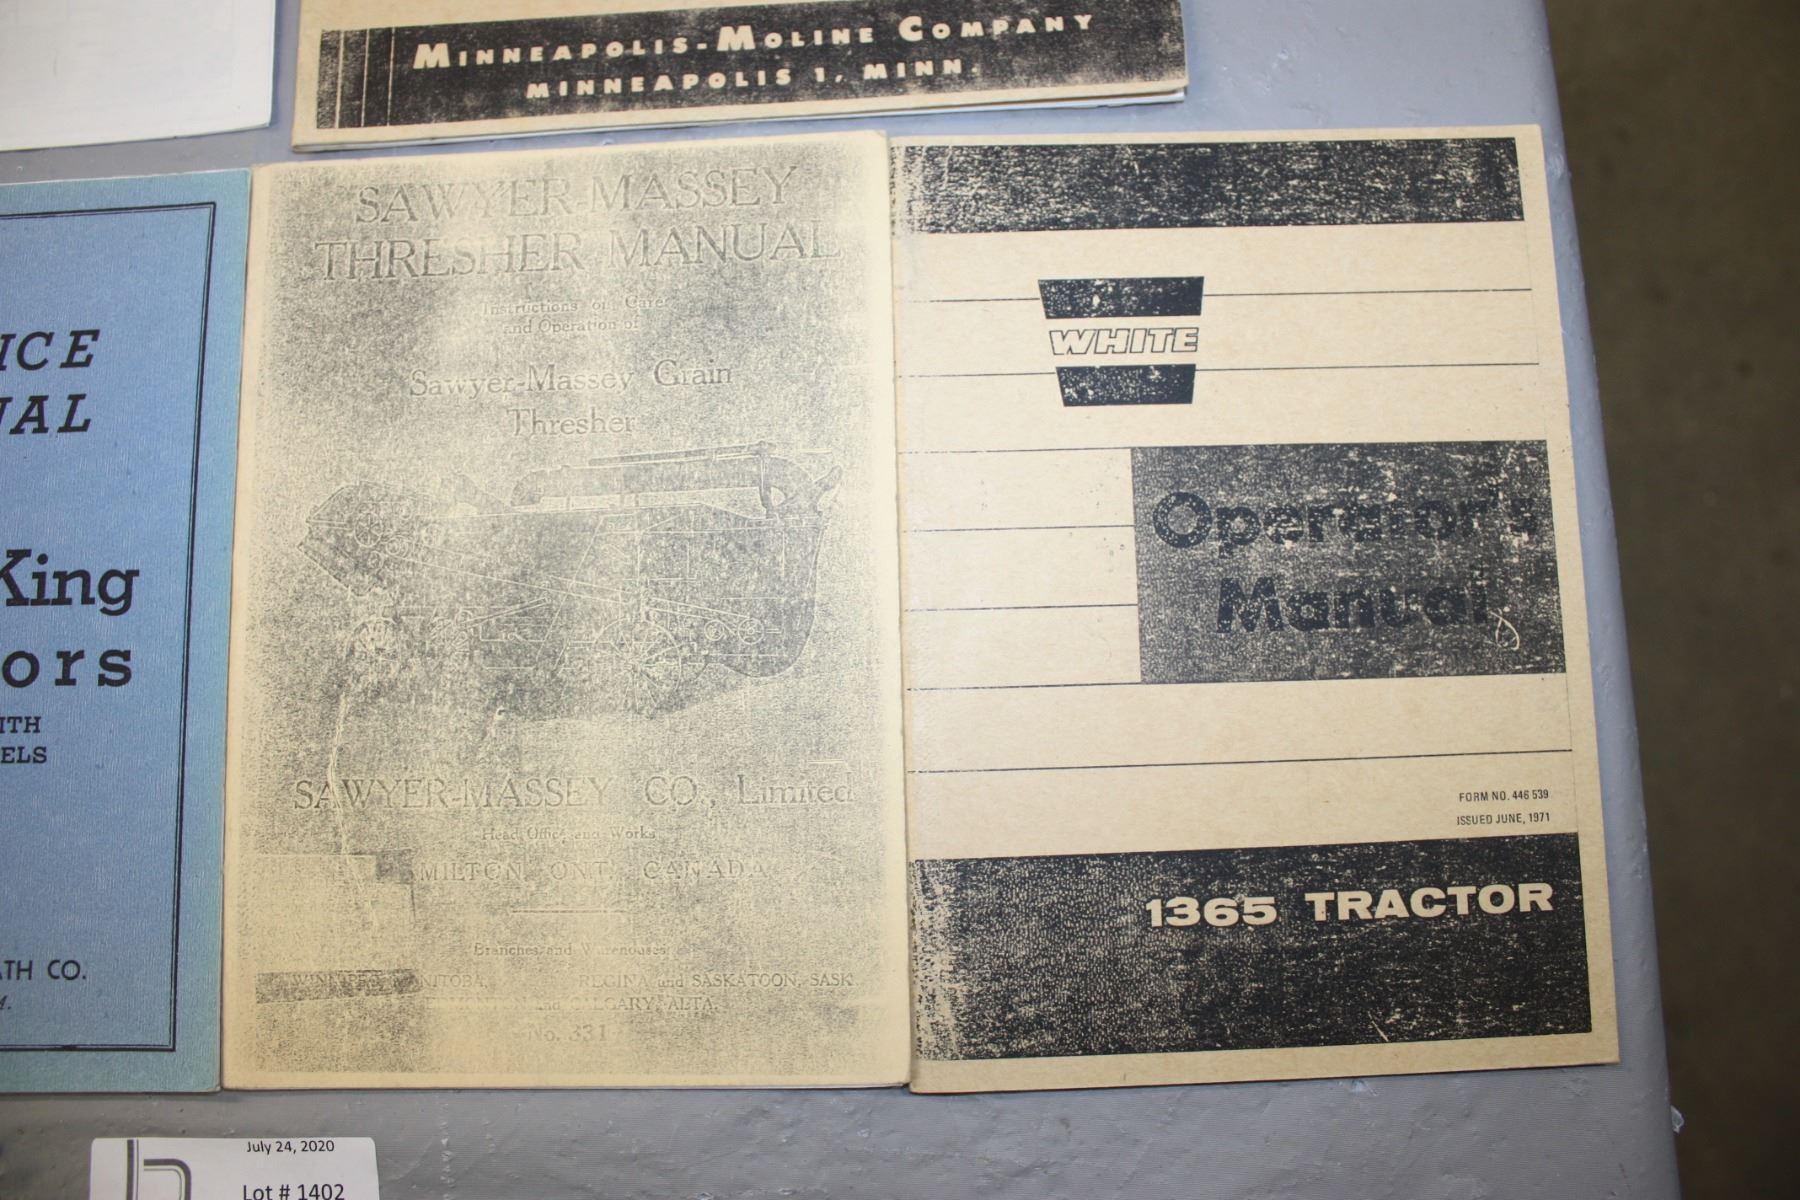 MINNEAPOLIS-MOLINE COMPANY
MINNEAPOLIS 1, MINN.
ICE
UAL
King
ors
ITH
ELS
ATH CO.
SAWYER-MASSEY
THRESHER MANUAL
Instructions on Care
and Operation of
Sawyer-Massey Grain
Thresher
SAWYER-MASSEY CO., Limited
Head Office and Works
MILTON ONT. CANADA
Branches and Warehouses
WINNIPEG, MANITOBA, REGINA and SASKATOON, SASK.
and CALGARY, ALTA.
No. 331
WHITE
Operator's
Manual
FORM NO. 446 539
ISSUED JUNE, 1971
1365 TRACTOR
July 24, 2020
Lot # 1402